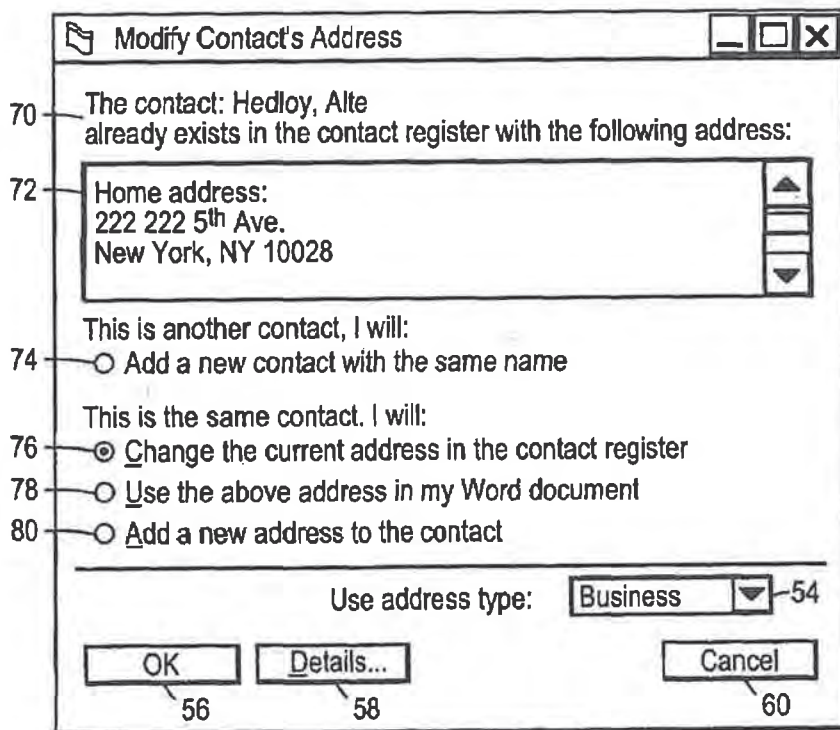 Modify Contact's Address
70 The contact: Hedloy, Alte
already exists in the contact register with the following address:
72 Home address:
222 222 5th Ave.
New York, NY 10028
This is another contact, I will:
74 Add a new contact with the same name
This is the same contact. I will:
76 Change the current address in the contact register
78 Use the above address in my Word document
80 Add a new address to the contact
Use address type: Business 54
OK Details... Cancel
56 58 60